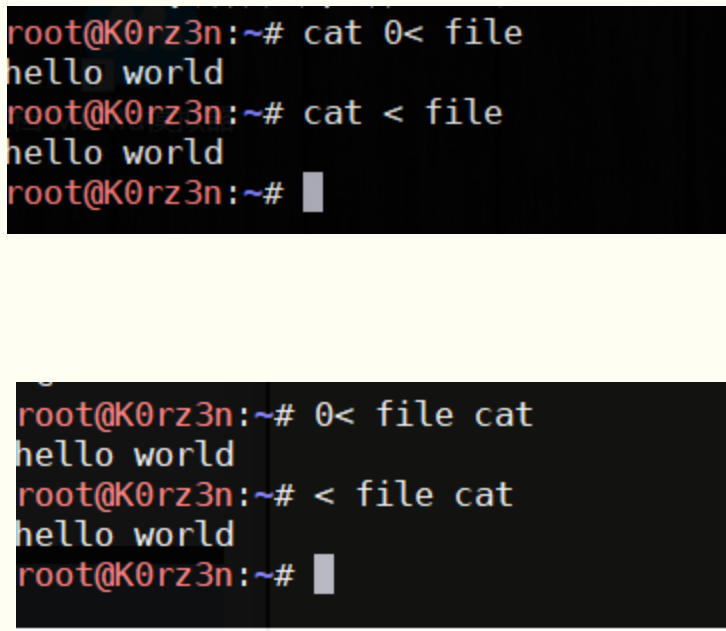 root@K0rz3n:~# cat 0< file
hello world
root@K0rz3n:~# cat < file
hello world
root@K0rz3n:~#
root@K0rz3n:~# 0< file cat
hello world
root@K0rz3n:~# < file cat
hello world
root@K0rz3n:~#